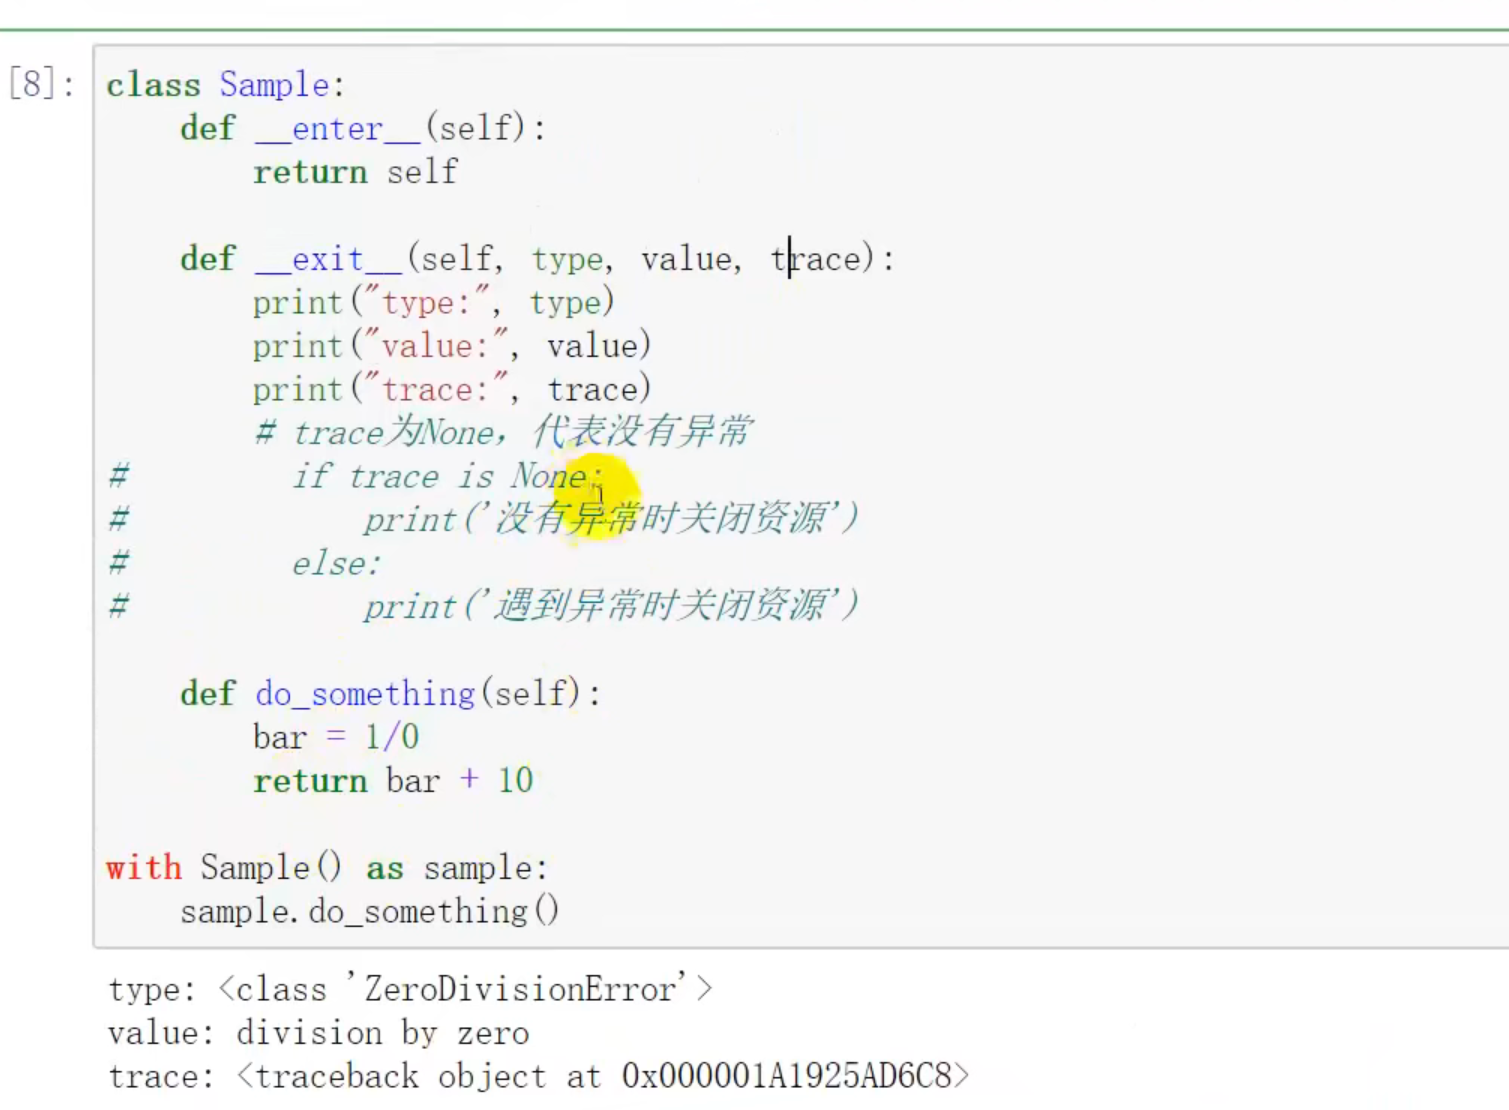 [8]: class Sample:
    def __enter__(self):
        return self

    def __exit__(self, type, value, trace):
        print("type:", type)
        print("value:", value)
        print("trace:", trace)
        # trace为None，代表没有异常
#         if trace is None:
#             print('没有异常时关闭资源')
#         else:
#             print('遇到异常时关闭资源')

    def do_something(self):
        bar = 1/0
        return bar + 10

with Sample() as sample:
    sample.do_something()

type: <class 'ZeroDivisionError'>
value: division by zero
trace: <traceback object at 0x000001A1925AD6C8>